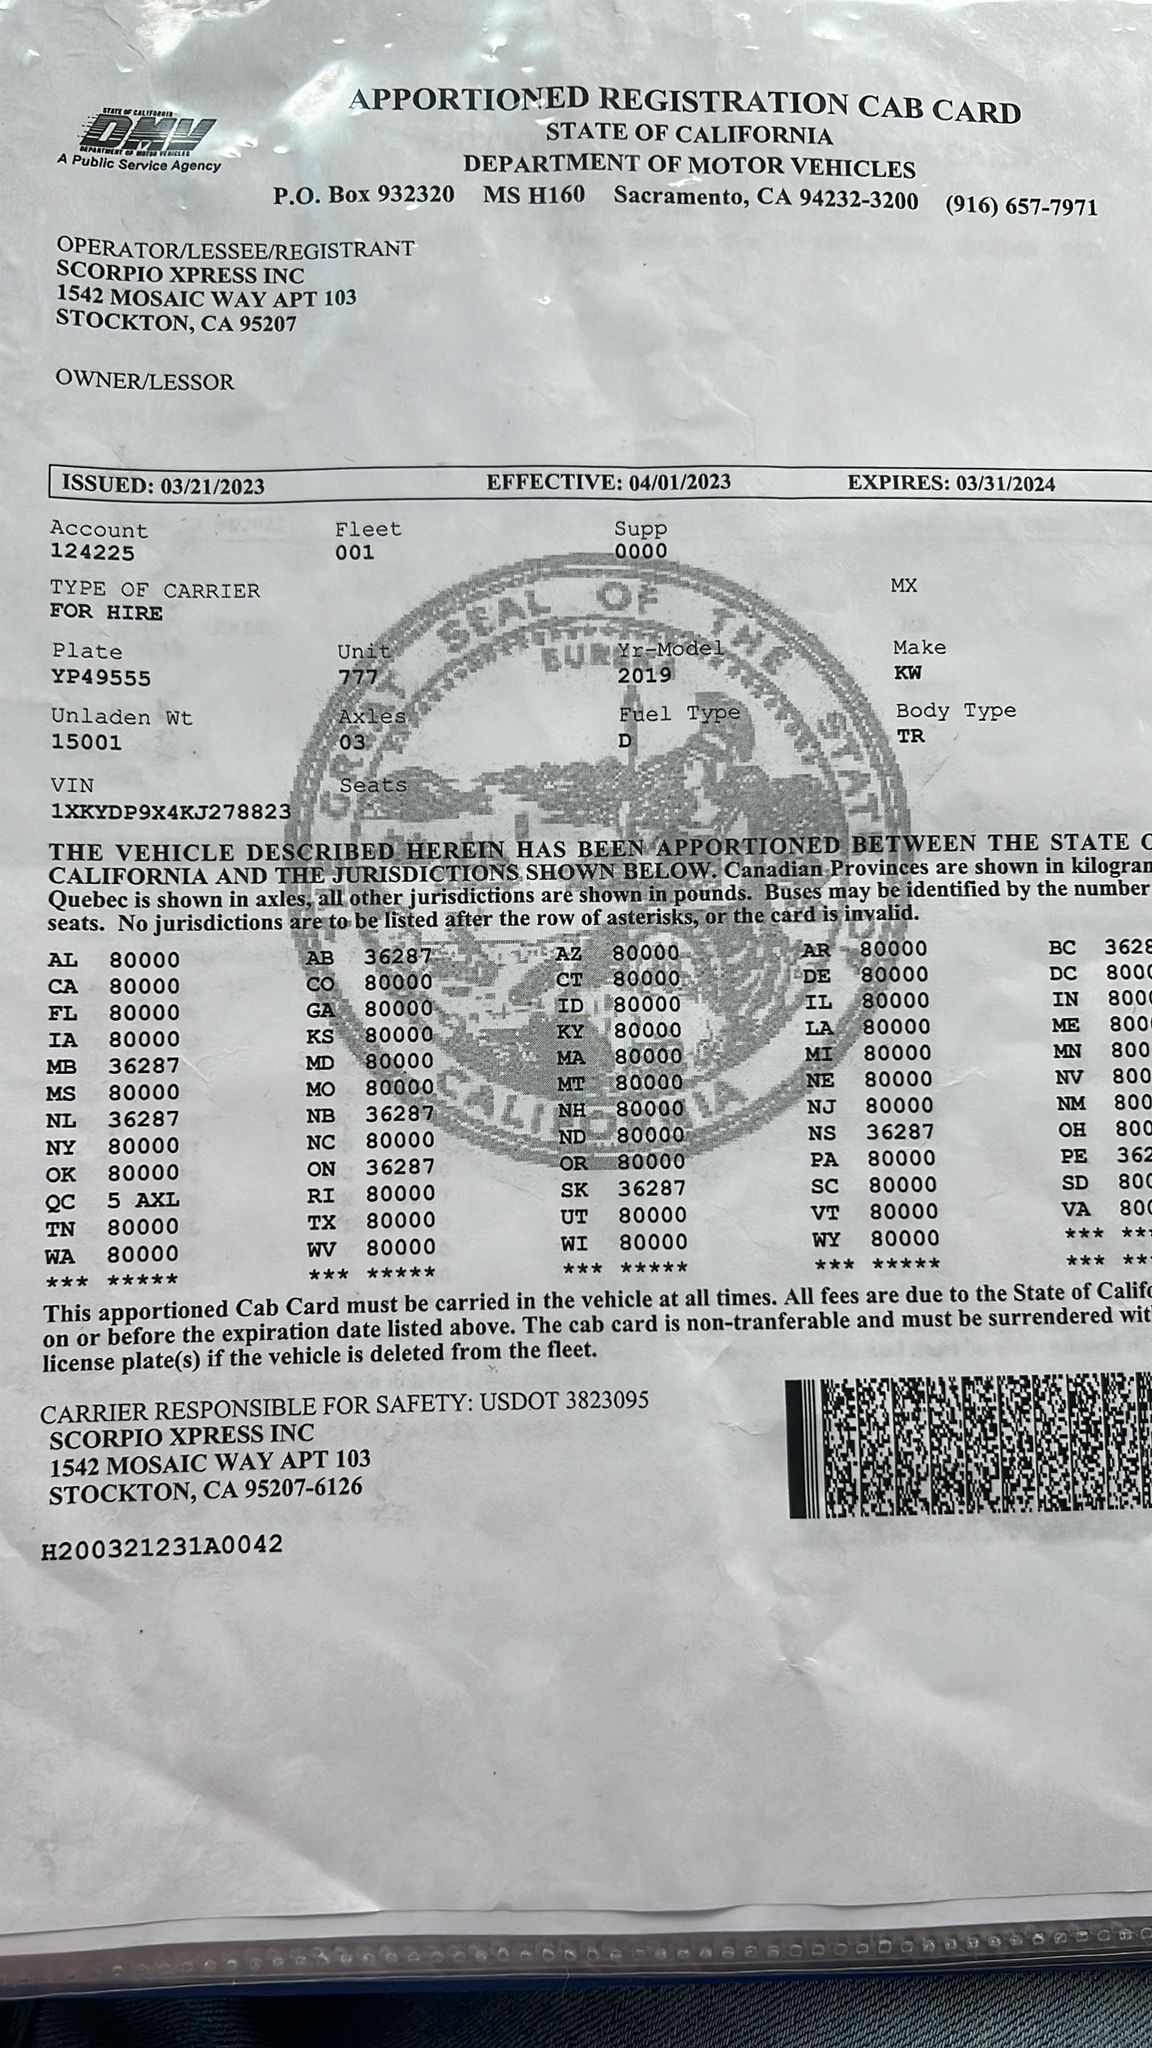 STATE OF CALIFORNIA
DMV
DEPARTMENT OF MOTOR VEHICLES
A Public Service Agency
APPORTIONED REGISTRATION CAB CARD
STATE OF CALIFORNIA
DEPARTMENT OF MOTOR VEHICLES
P.O. Box 932320 MS H160 Sacramento, CA 94232-3200 (916) 657-7971
OPERATOR/LESSEE/REGISTRANT
SCORPIO XPRESS INC
1542 MOSAIC WAY APT 103
STOCKTON, CA 95207
OWNER/LESSOR
ISSUED: 03/21/2023 EFFECTIVE: 04/01/2023 EXPIRES: 03/31/2024
Account Fleet Supp
124225 001 0000
TYPE OF CARRIER MX
FOR HIRE
Plate Unit Yr-Model Make
YP49555 777 2019 KW
Unladen Wt Axles Fuel Type Body Type
15001 03 D TR
VIN Seats
1XKYDP9X4KJ278823
THE VEHICLE DESCRIBED HEREIN HAS BEEN APPORTIONED BETWEEN THE STATE O
CALIFORNIA AND THE JURISDICTIONS SHOWN BELOW. Canadian Provinces are shown in kilogran
Quebec is shown in axles, all other jurisdictions are shown in pounds. Buses may be identified by the number
seats. No jurisdictions are to be listed after the row of asterisks, or the card is invalid.
AL 80000 AB 36287 AZ 80000 AR 80000 BC 3628
CA 80000 CO 80000 CT 80000 DE 80000 DC 8000
FL 80000 GA 80000 ID 80000 IL 80000 IN 800
IA 80000 KS 80000 KY 80000 LA 80000 ME 800
MB 36287 MD 80000 MA 80000 MI 80000 MN 800
MS 80000 MO 80000 MT 80000 NE 80000 NV 800
NL 36287 NB 36287 NH 80000 NJ 80000 NM 800
NY 80000 NC 80000 ND 80000 NS 36287 OH 800
OK 80000 ON 36287 OR 80000 PA 80000 PE 362
QC 5 AXL RI 80000 SK 36287 SC 80000 SD 800
TN 80000 TX 80000 UT 80000 VT 80000 VA 800
WA 80000 WV 80000 WI 80000 WY 80000 *** ***
*** ***** *** ***** *** ***** *** ***** *** ***
This apportioned Cab Card must be carried in the vehicle at all times. All fees are due to the State of Califo
on or before the expiration date listed above. The cab card is non-tranferable and must be surrendered wit
license plate(s) if the vehicle is deleted from the fleet.
CARRIER RESPONSIBLE FOR SAFETY: USDOT 3823095
SCORPIO XPRESS INC
1542 MOSAIC WAY APT 103
STOCKTON, CA 95207-6126
H200321231A0042